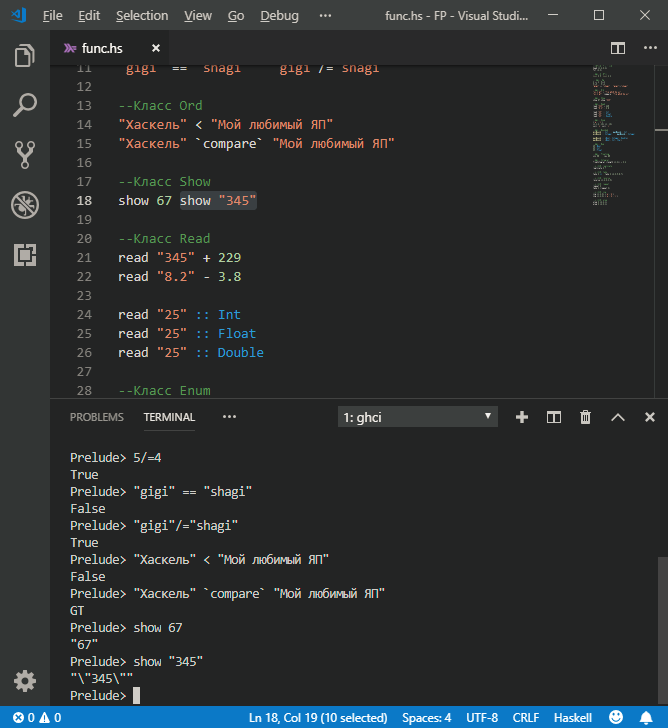 File Edit Selection View Go Debug ··· func.hs - FP - Visual Studi...
func.hs
11 "gigi" == "shagi" "gigi"/="shagi"
12
13 --Класс Ord
14 "Хаскель" < "Мой любимый ЯП"
15 "Хаскель" `compare` "Мой любимый ЯП"
16
17 --Класс Show
18 show 67 show "345"
19
20 --Класс Read
21 read "345" + 229
22 read "8.2" - 3.8
23
24 read "25" :: Int
25 read "25" :: Float
26 read "25" :: Double
27
28 --Класс Enum
PROBLEMS TERMINAL ··· 1: ghci
Prelude> 5/=4
True
Prelude> "gigi" == "shagi"
False
Prelude> "gigi"/="shagi"
True
Prelude> "Хаскель" < "Мой любимый ЯП"
False
Prelude> "Хаскель" `compare` "Мой любимый ЯП"
GT
Prelude> show 67
"67"
Prelude> show "345"
"\"345\""
Prelude>
0 0 Ln 18, Col 19 (10 selected) Spaces: 4 UTF-8 CRLF Haskell